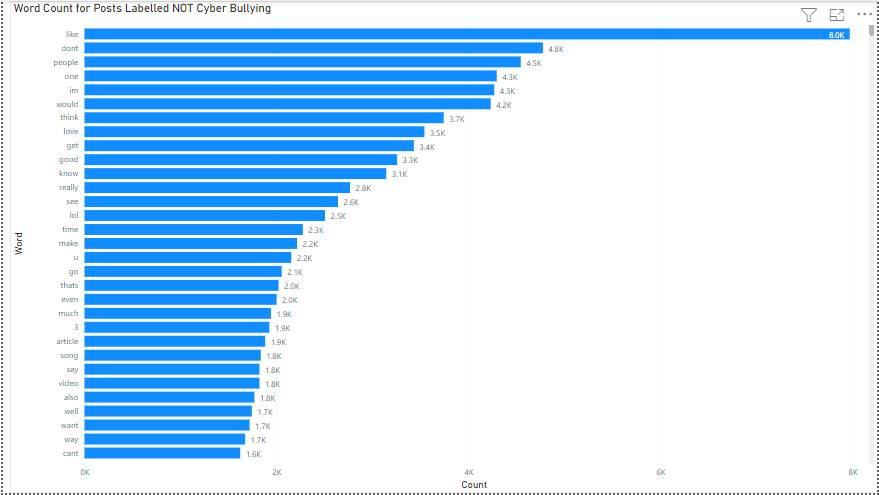 Word Count for Posts Labelled NOT Cyber Bullying
like 8.0K
dont 4.8K
people 4.5K
one 4.3K
im 4.3K
would 4.2K
think 3.7K
love 3.5K
get 3.4K
good 3.3K
know 3.1K
really 2.8K
see 2.6K
lol 2.5K
time 2.3K
make 2.2K
u 2.2K
go 2.1K
thats 2.0K
even 2.0K
much 1.9K
3 1.9K
article 1.9K
song 1.8K
say 1.8K
video 1.8K
also 1.8K
well 1.7K
want 1.7K
way 1.7K
cant 1.6K
Word
0K 2K 4K 6K 8K
Count